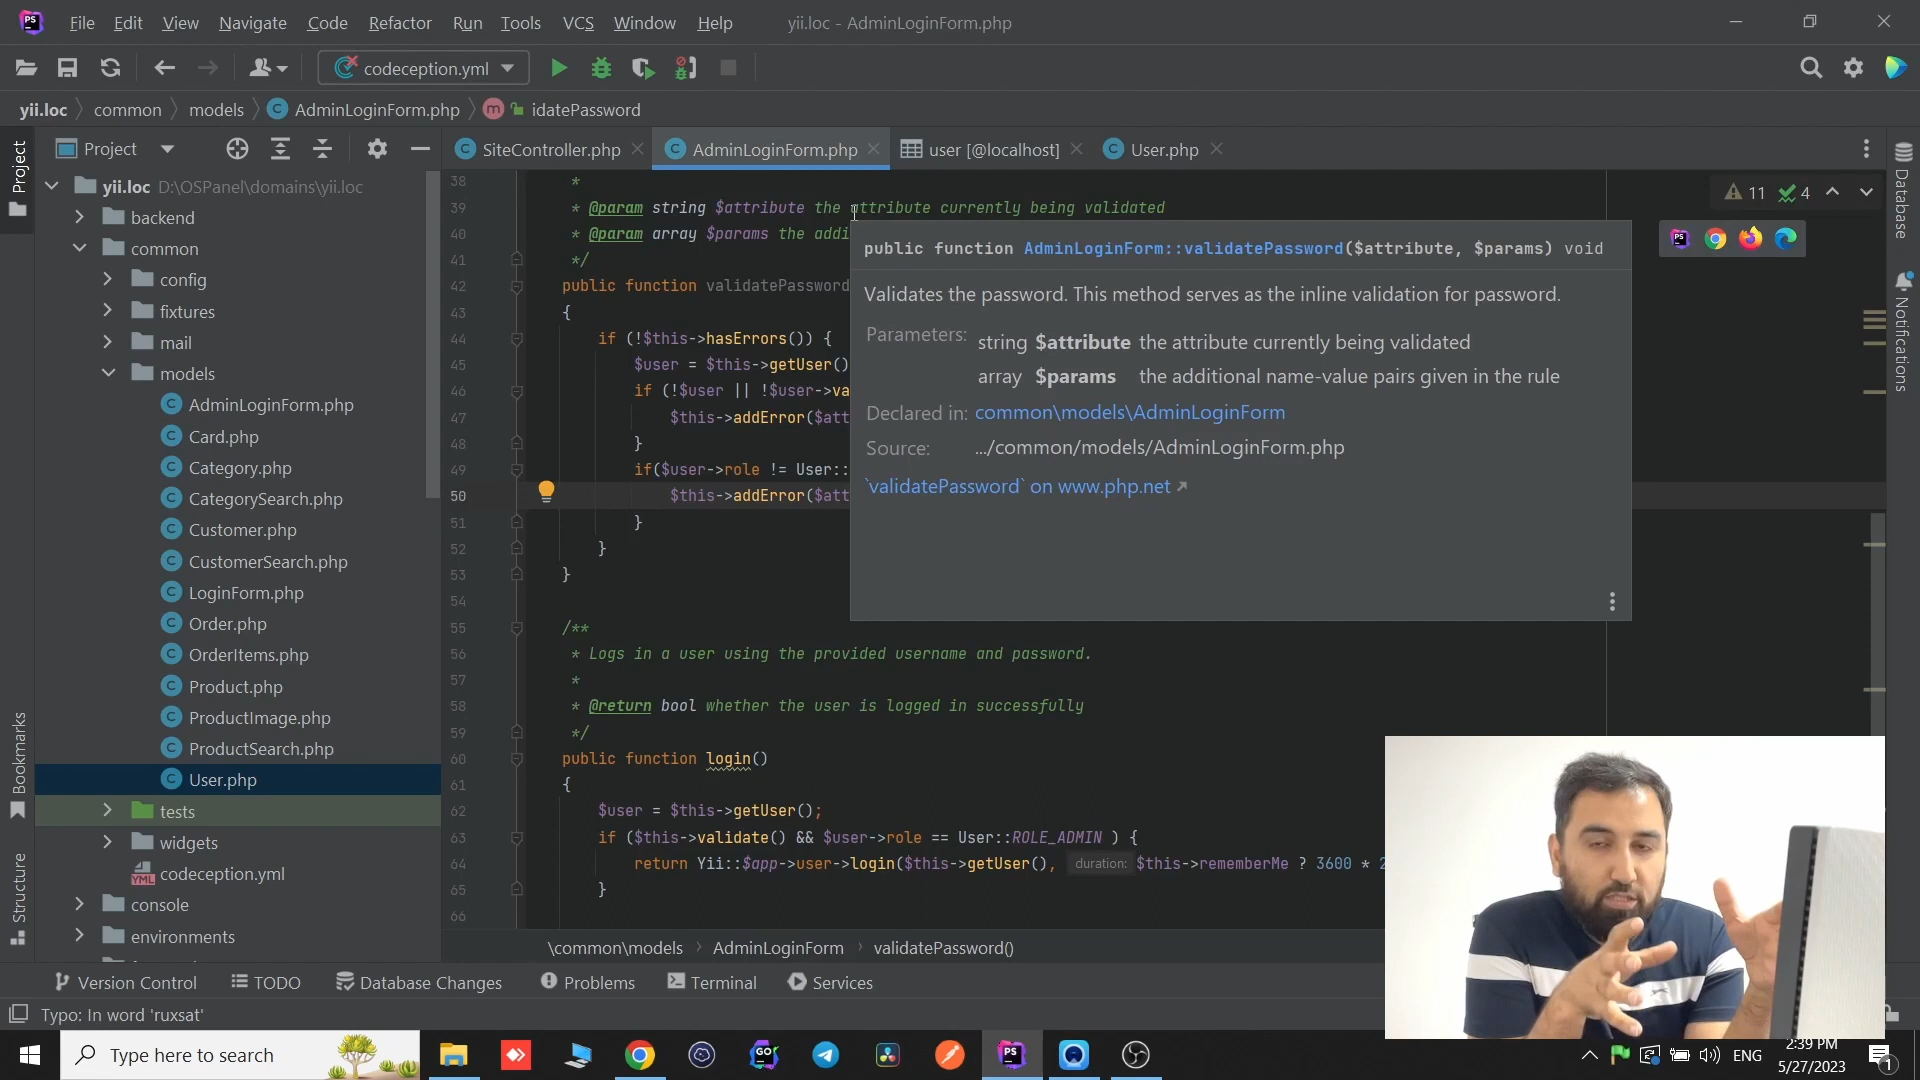 PS File Edit View Navigate Code Refactor Run Tools VCS Window Help yii.loc - AdminLoginForm.php
codeception.yml
yii.loc common models AdminLoginForm.php m idatePassword
Project
SiteController.php AdminLoginForm.php user [@localhost] User.php
yii.loc D:\OSPanel\domains\yii.loc
backend
common
config
fixtures
mail
models
AdminLoginForm.php
Card.php
Category.php
CategorySearch.php
Customer.php
CustomerSearch.php
LoginForm.php
Order.php
OrderItems.php
Product.php
ProductImage.php
ProductSearch.php
User.php
tests
widgets
codeception.yml
console
environments
Project
Bookmarks
Structure
38 *
39 * @param string $attribute the attribute currently being validated
40 * @param array $params the addi
41 */
42 public function validatePassword
43 {
44 if (!$this->hasErrors()) {
45 $user = $this->getUser()
46 if (!$user || !$user->va
47 $this->addError($att
48 }
49 if($user->role != User::
50 $this->addError($att
51 }
52 }
53 }
54
55 /**
56 * Logs in a user using the provided username and password.
57 *
58 * @return bool whether the user is logged in successfully
59 */
60 public function login()
61 {
62 $user = $this->getUser();
63 if ($this->validate() && $user->role == User::ROLE_ADMIN ) {
64 return Yii::$app->user->login($this->getUser(), duration: $this->rememberMe ? 3600 * 2
65 }
66
11 4
public function AdminLoginForm::validatePassword($attribute, $params) void
Validates the password. This method serves as the inline validation for password.
Parameters: string $attribute the attribute currently being validated
array $params the additional name-value pairs given in the rule
Declared in: common\models\AdminLoginForm
Source: .../common/models/AdminLoginForm.php
`validatePassword` on www.php.net
Database
Notifications
\common\models AdminLoginForm validatePassword()
Version Control TODO Database Changes Problems Terminal Services
Typo: In word 'ruxsat'
Type here to search
GO
PS
ENG
2:39 PM
5/27/2023
1